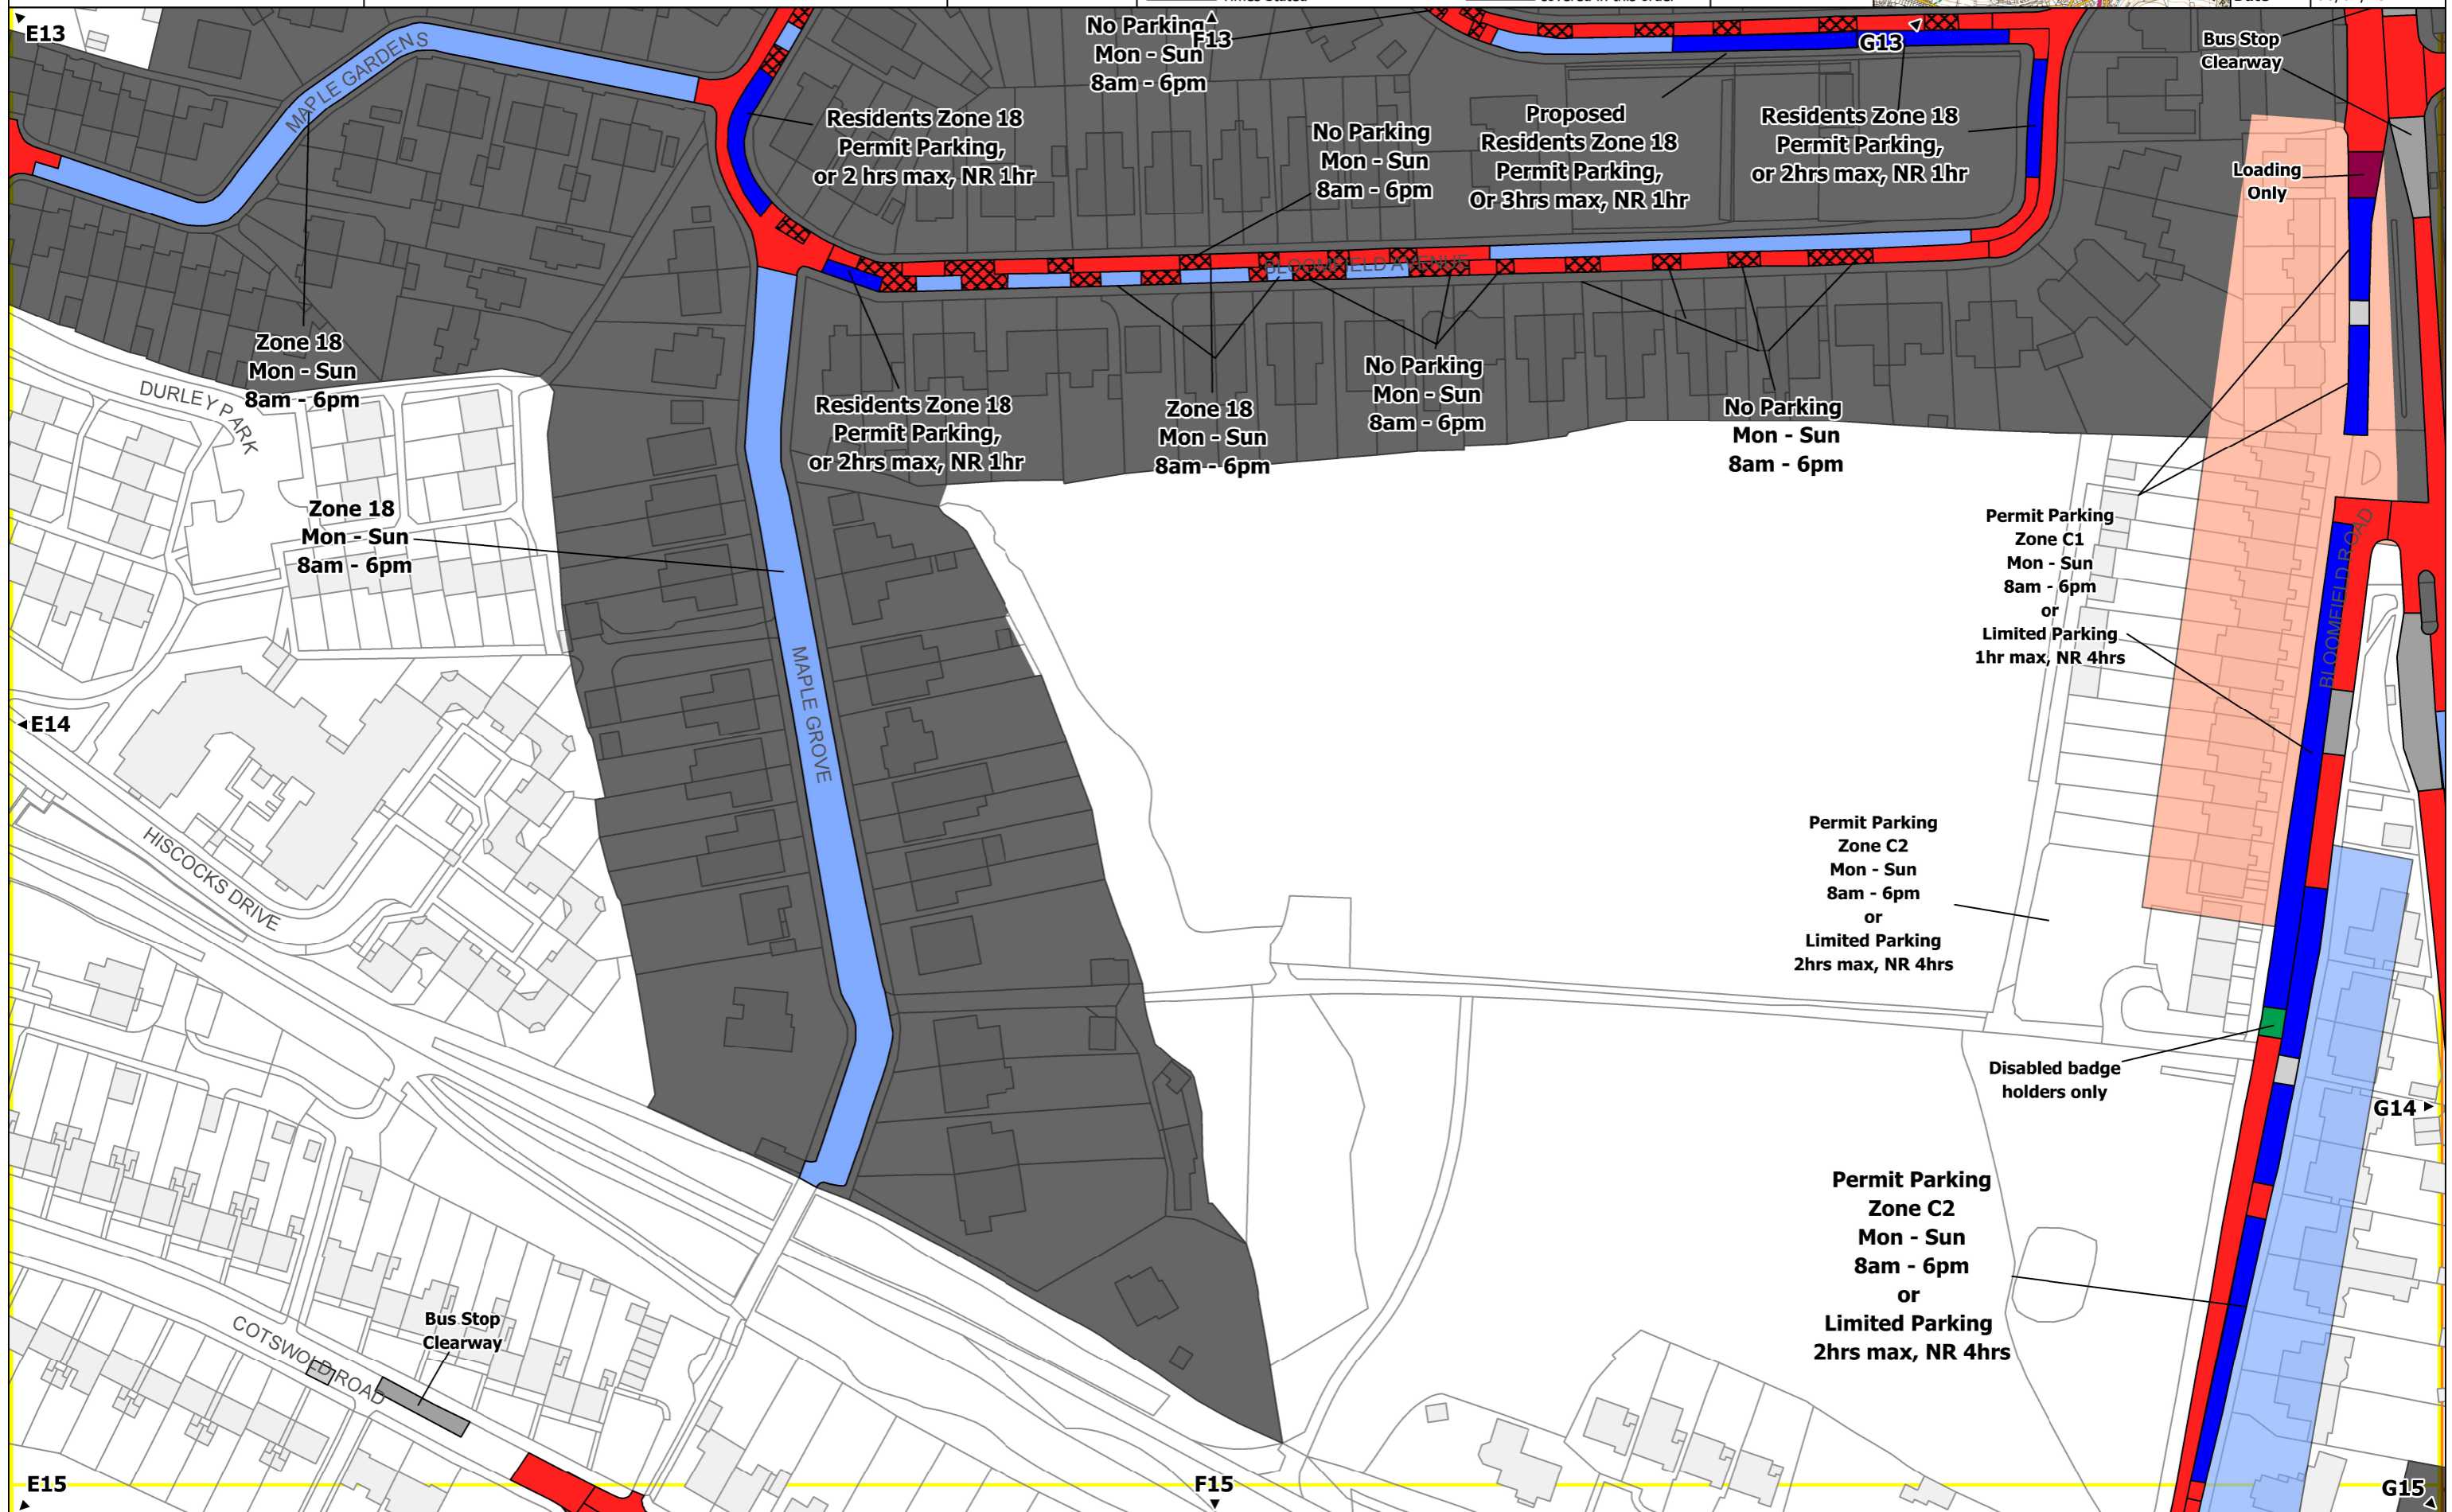 E13
MAPLE GARDENS
No Parking
Mon - Sun
8am - 6pm
F13
G13
Bus Stop
Clearway
Residents Zone 18
Permit Parking,
or 2 hrs max, NR 1hr
No Parking
Mon - Sun
8am - 6pm
Proposed
Residents Zone 18
Permit Parking,
Or 3hrs max, NR 1hr
Residents Zone 18
Permit Parking,
or 2hrs max, NR 1hr
Loading
Only
BLOOMFIELD AVENUE
Zone 18
Mon - Sun
8am - 6pm
DURLEY PARK
Residents Zone 18
Permit Parking,
or 2hrs max, NR 1hr
Zone 18
Mon - Sun
8am - 6pm
No Parking
Mon - Sun
8am - 6pm
No Parking
Mon - Sun
8am - 6pm
Zone 18
Mon - Sun
8am - 6pm
Permit Parking
Zone C1
Mon - Sun
8am - 6pm
or
Limited Parking
1hr max, NR 4hrs
BLOOMFIELD ROAD
MAPLE GROVE
E14
HISCOCKS DRIVE
Permit Parking
Zone C2
Mon - Sun
8am - 6pm
or
Limited Parking
2hrs max, NR 4hrs
Disabled badge
holders only
G14
Permit Parking
Zone C2
Mon - Sun
8am - 6pm
or
Limited Parking
2hrs max, NR 4hrs
Bus Stop
Clearway
COTSWOLD ROAD
E15
F15
G15